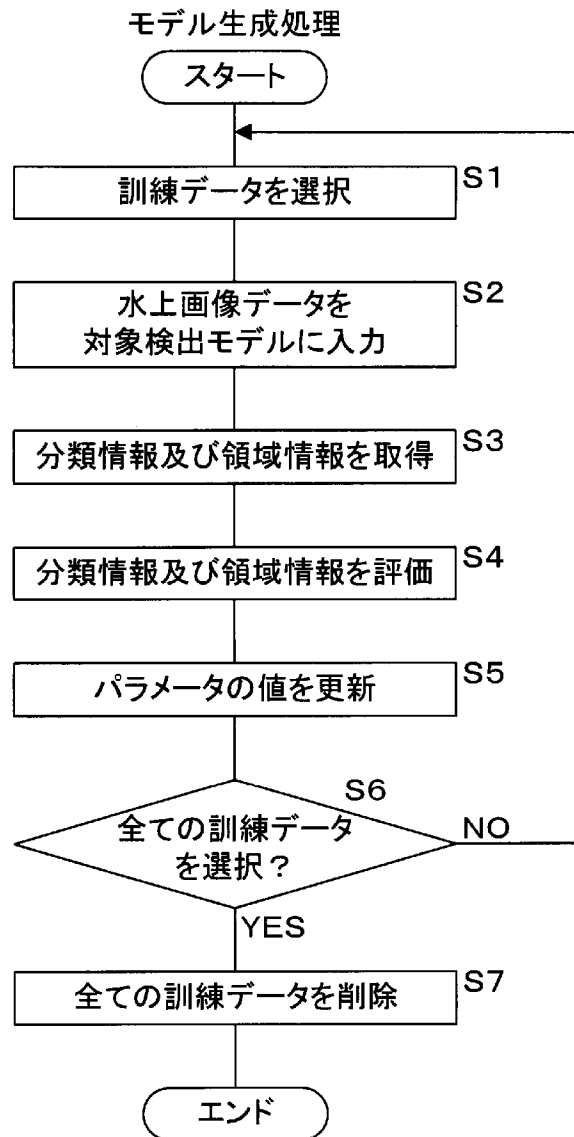 モデル生成処理
スタート
訓練データを選択
S1
水上画像データを
対象検出モデルに入力
S2
分類情報及び領域情報を取得
S3
分類情報及び領域情報を評価
S4
パラメータの値を更新
S5
S6
全ての訓練データ
を選択？
NO
YES
全ての訓練データを削除
S7
エンド